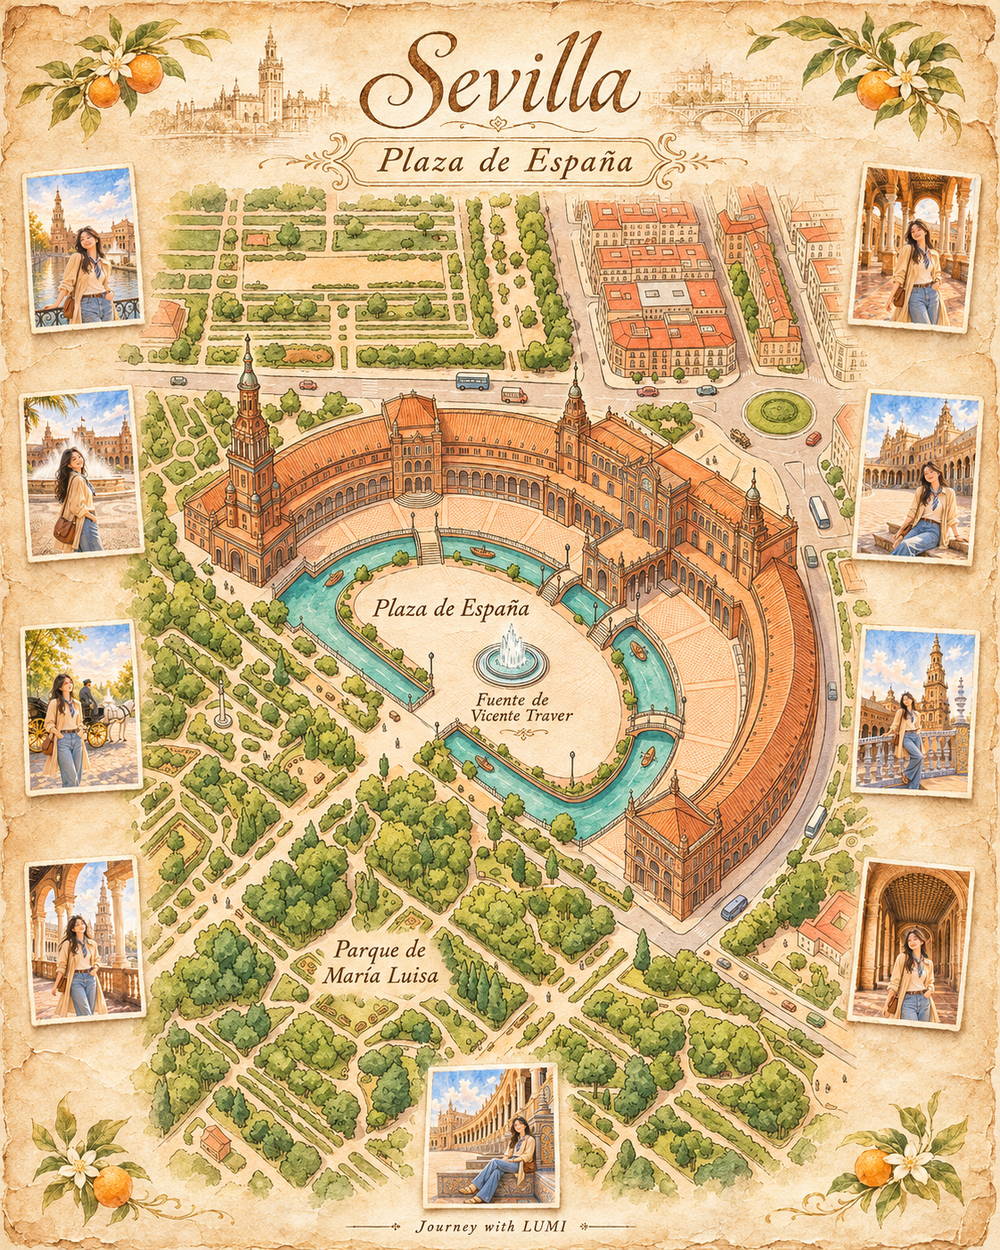 Sevilla
Plaza de España
Plaza de España
Fuente de
Vicente Traver
Parque de
María Luisa
Journey with LUMI